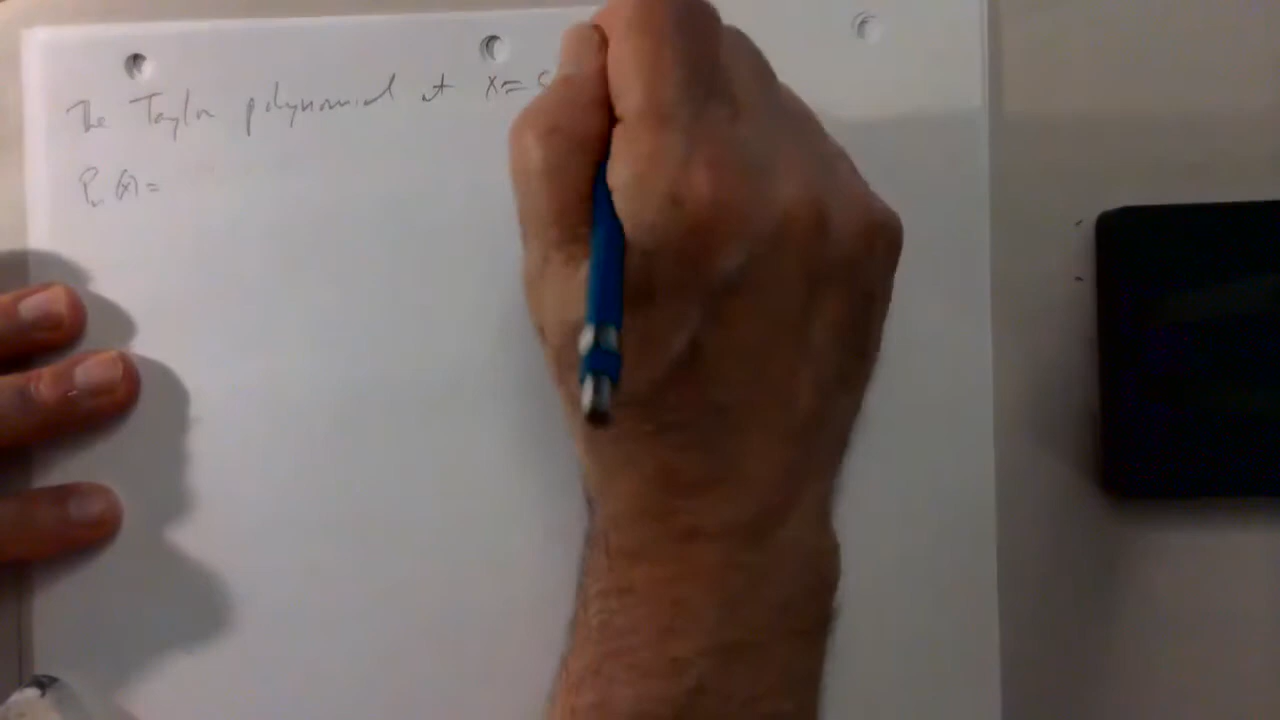 The Taylor polynomial at x=
Pn(x)=